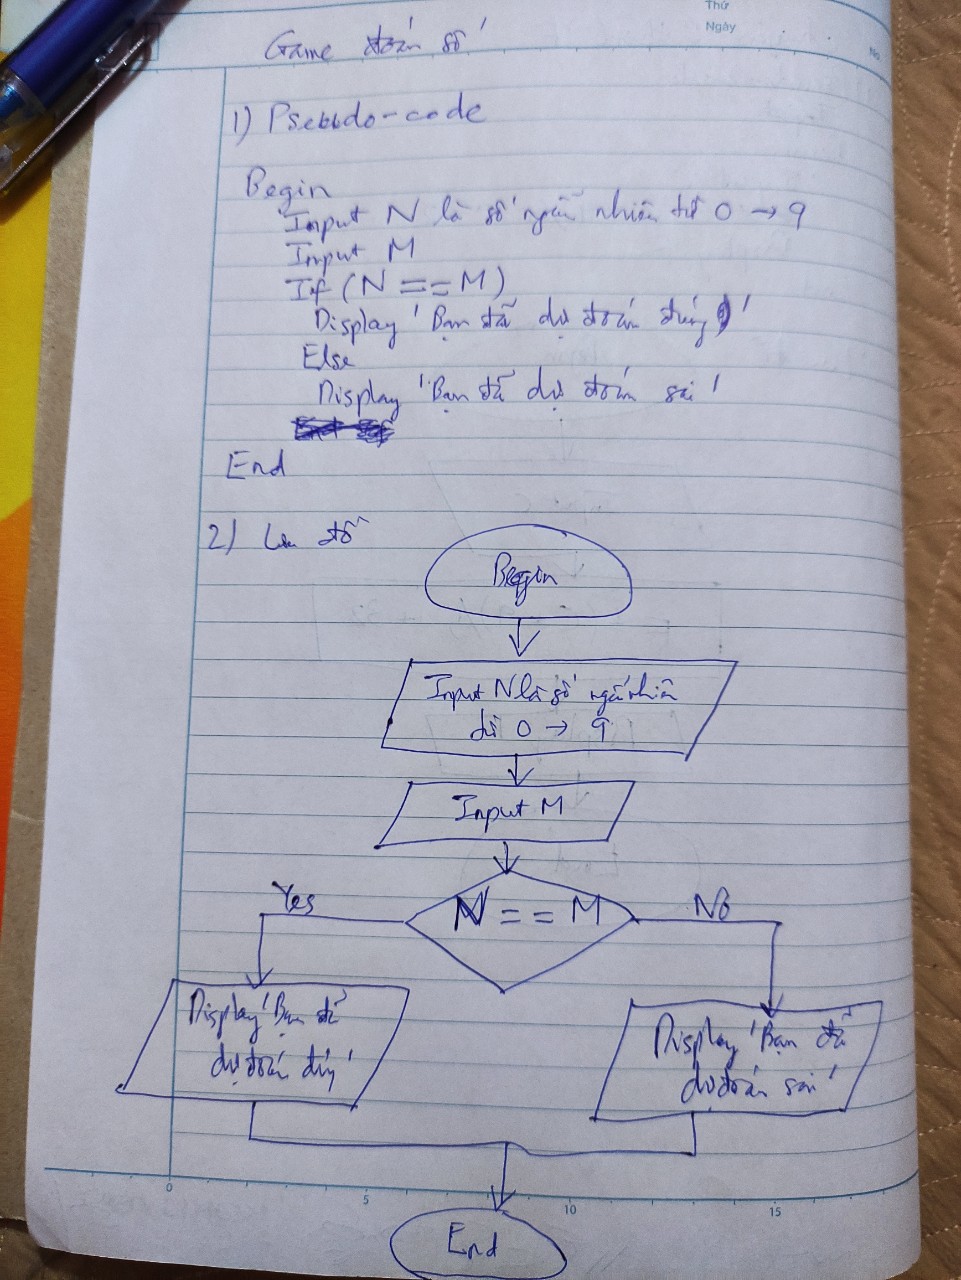 Thứ
Ngày
No.
Game đoán số
1) Pseudo-code
Begin
Input N là số ngẫu nhiên từ 0 → 9
Input M
If (N == M)
Display 'Bạn đã dự đoán đúng'
Else
Display 'Bạn đã dự đoán sai'
End
2) Lưu đồ
Begin
Input N là số ngẫu nhiên
từ 0 → 9
Input M
N == M
Yes
No
Display 'Bạn đã
dự đoán đúng'
Display 'Bạn đã
dự đoán sai'
End
0 5 10 15